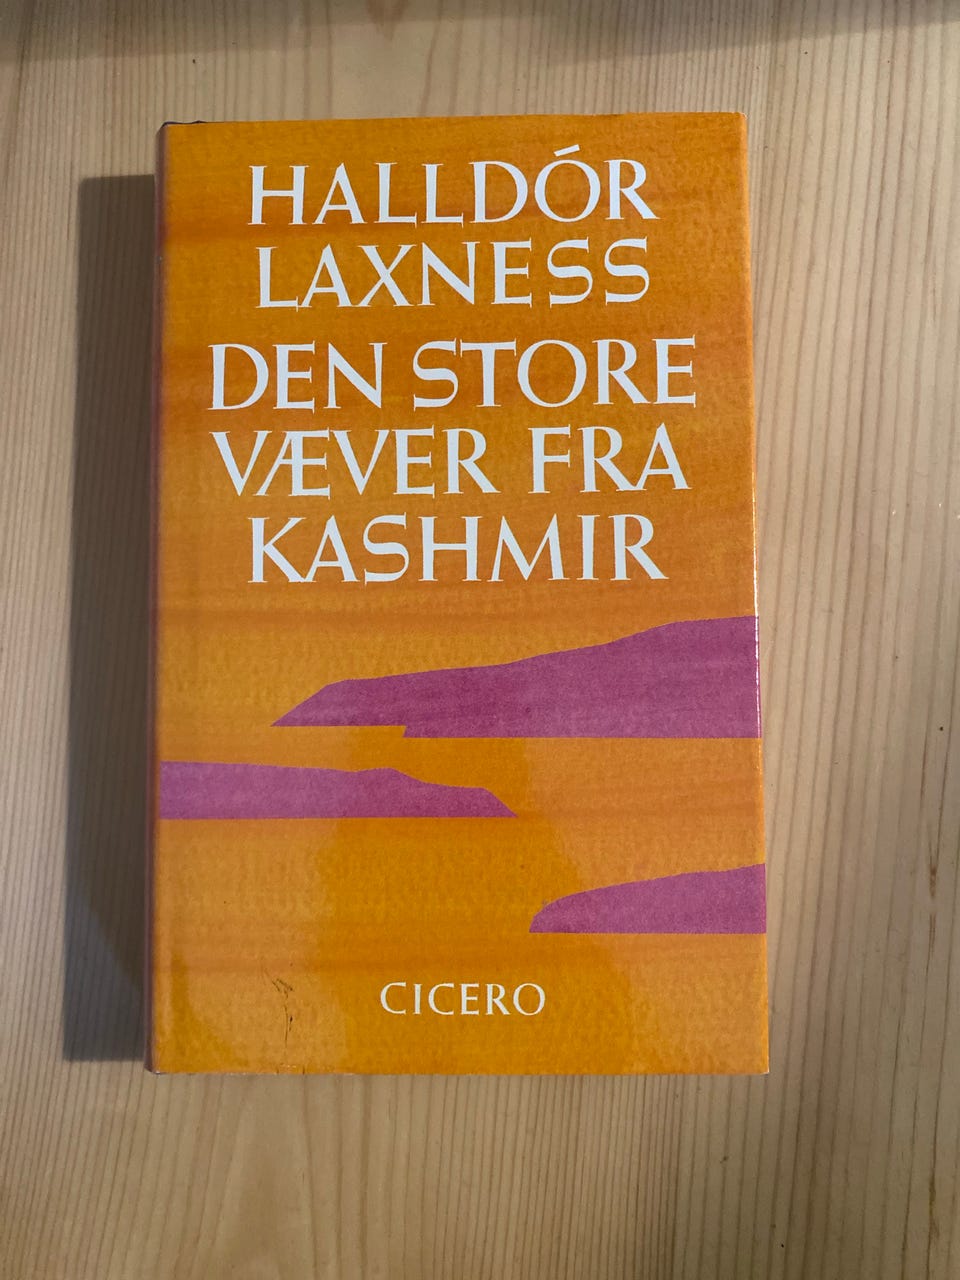 HALLDÓR
LAXNESS
DEN STORE
VÆVER FRA
KASHMIR
CICERO